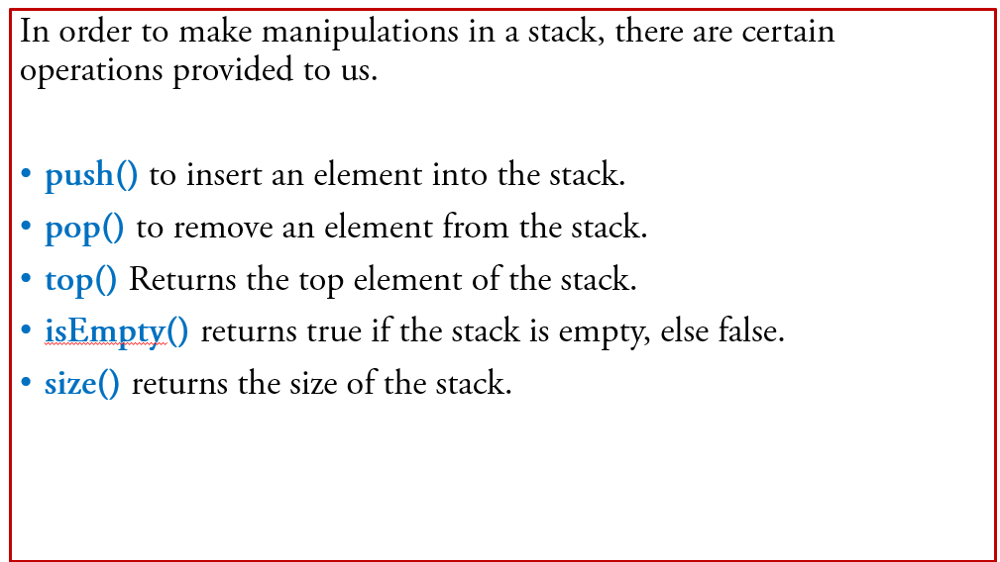 In order to make manipulations in a stack, there are certain
operations provided to us.
• push() to insert an element into the stack.
• pop() to remove an element from the stack.
• top() Returns the top element of the stack.
• isEmpty() returns true if the stack is empty, else false.
• size() returns the size of the stack.